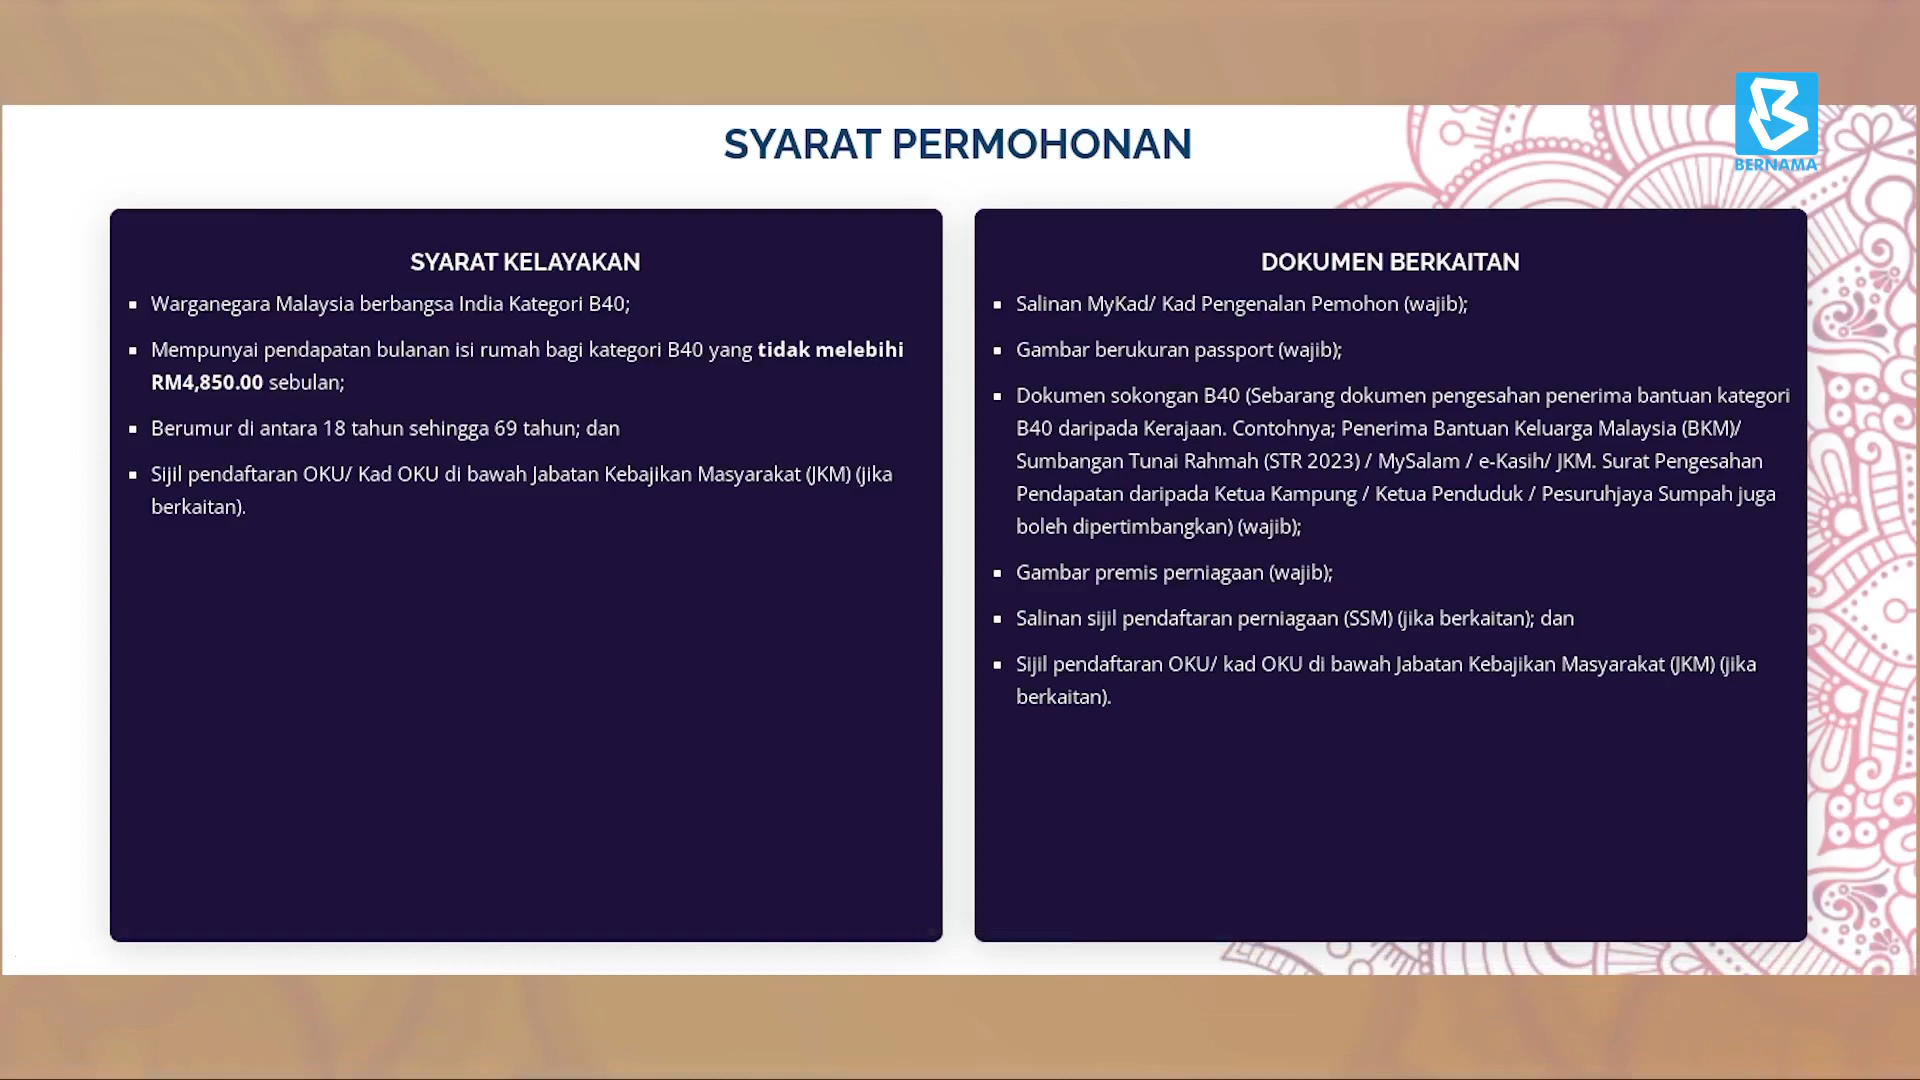 BERNAMA
SYARAT PERMOHONAN
SYARAT KELAYAKAN
Warganegara Malaysia berbangsa India Kategori B40;
Mempunyai pendapatan bulanan isi rumah bagi kategori B40 yang tidak melebihi
RM4,850.00 sebulan;
Berumur di antara 18 tahun sehingga 69 tahun; dan
Sijil pendaftaran OKU/ Kad OKU di bawah Jabatan Kebajikan Masyarakat (JKM) (jika
berkaitan).
DOKUMEN BERKAITAN
Salinan MyKad/ Kad Pengenalan Pemohon (wajib);
Gambar berukuran passport (wajib);
Dokumen sokongan B40 (Sebarang dokumen pengesahan penerima bantuan kategori
B40 daripada Kerajaan. Contohnya; Penerima Bantuan Keluarga Malaysia (BKM)/
Sumbangan Tunai Rahmah (STR 2023) / MySalam / e-Kasih/ JKM. Surat Pengesahan
Pendapatan daripada Ketua Kampung / Ketua Penduduk / Pesuruhjaya Sumpah juga
boleh dipertimbangkan) (wajib);
Gambar premis perniagaan (wajib);
Salinan sijil pendaftaran perniagaan (SSM) (jika berkaitan); dan
Sijil pendaftaran OKU/ kad OKU di bawah Jabatan Kebajikan Masyarakat (JKM) (jika
berkaitan).